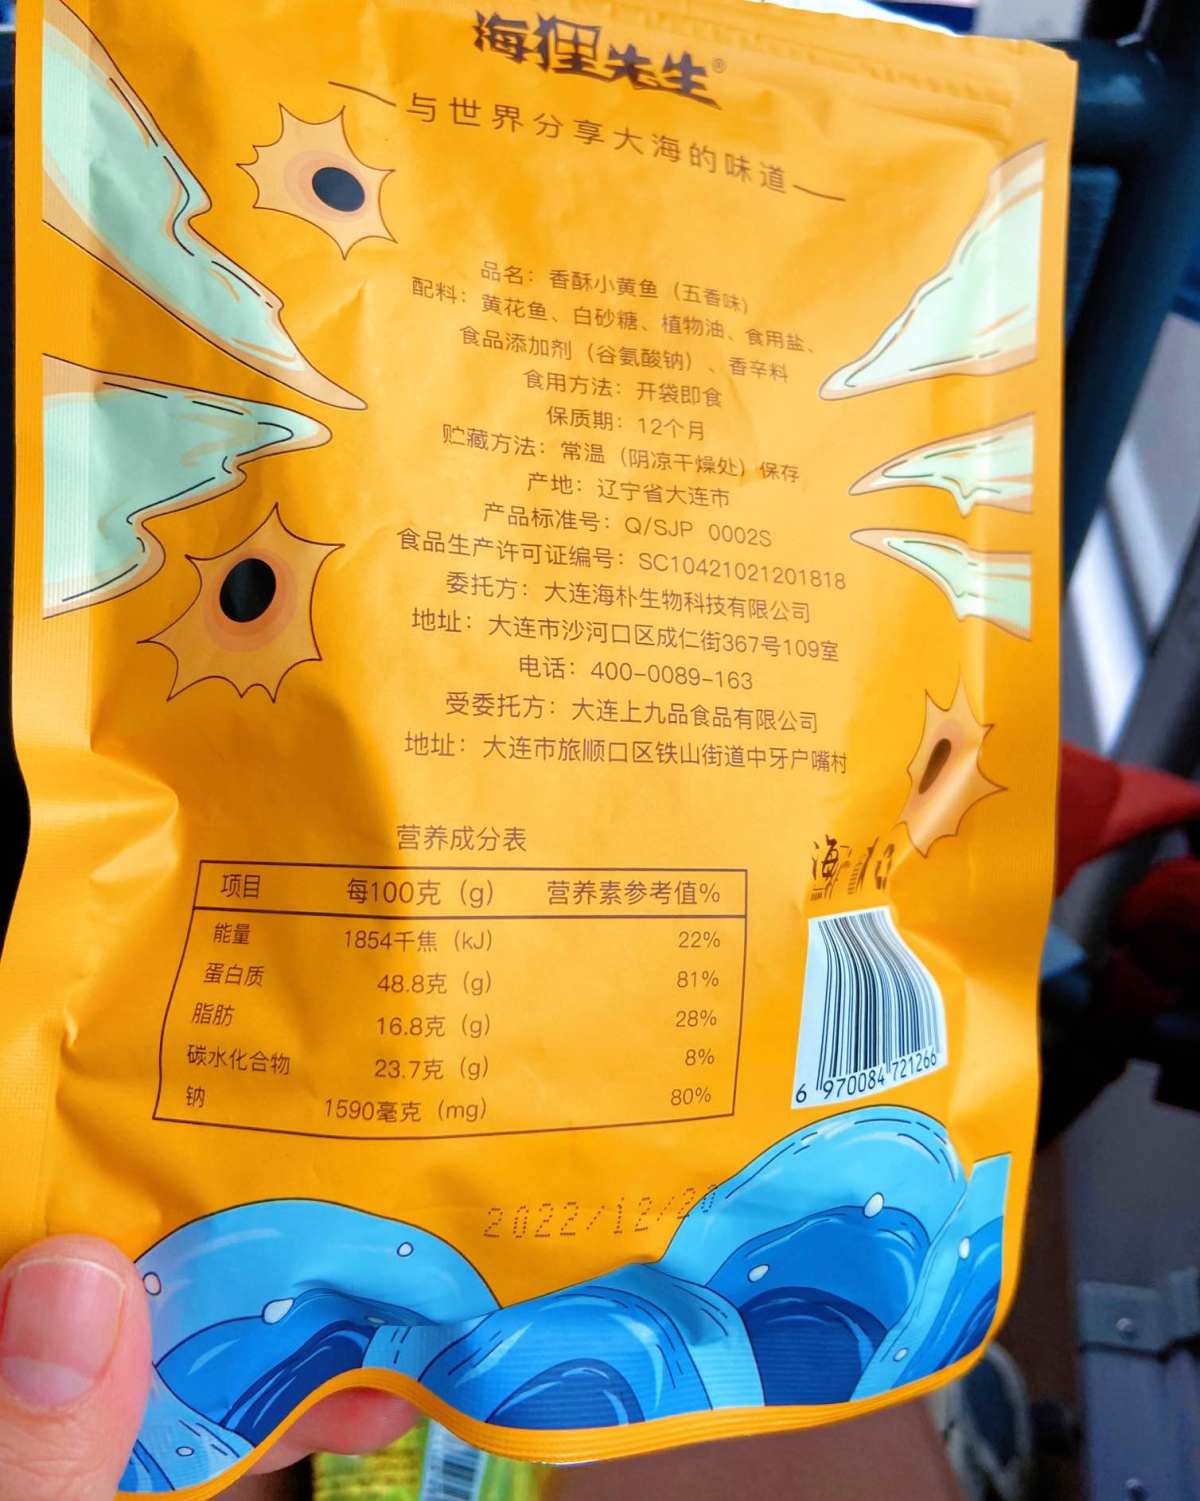 海狸先生®
与世界分享大海的味道
品名：香酥小黄鱼（五香味）
配料：黄花鱼、白砂糖、植物油、食用盐、
食品添加剂（谷氨酸钠）、香辛料
食用方法：开袋即食
保质期：12个月
贮藏方法：常温（阴凉干燥处）保存
产地：辽宁省大连市
产品标准号：Q/SJP 0002S
食品生产许可证编号：SC10421021201818
委托方：大连海朴生物科技有限公司
地址：大连市沙河口区成仁街367号109室
电话：400-0089-163
受委托方：大连上九品食品有限公司
地址：大连市旅顺口区铁山街道中牙户嘴村
营养成分表
项目 每100克（g） 营养素参考值%
能量 1854千焦（kJ） 22%
蛋白质 48.8克（g） 81%
脂肪 16.8克（g） 28%
碳水化合物 23.7克（g） 8%
钠 1590毫克（mg） 80%
6 970084 721266
2022/12/20